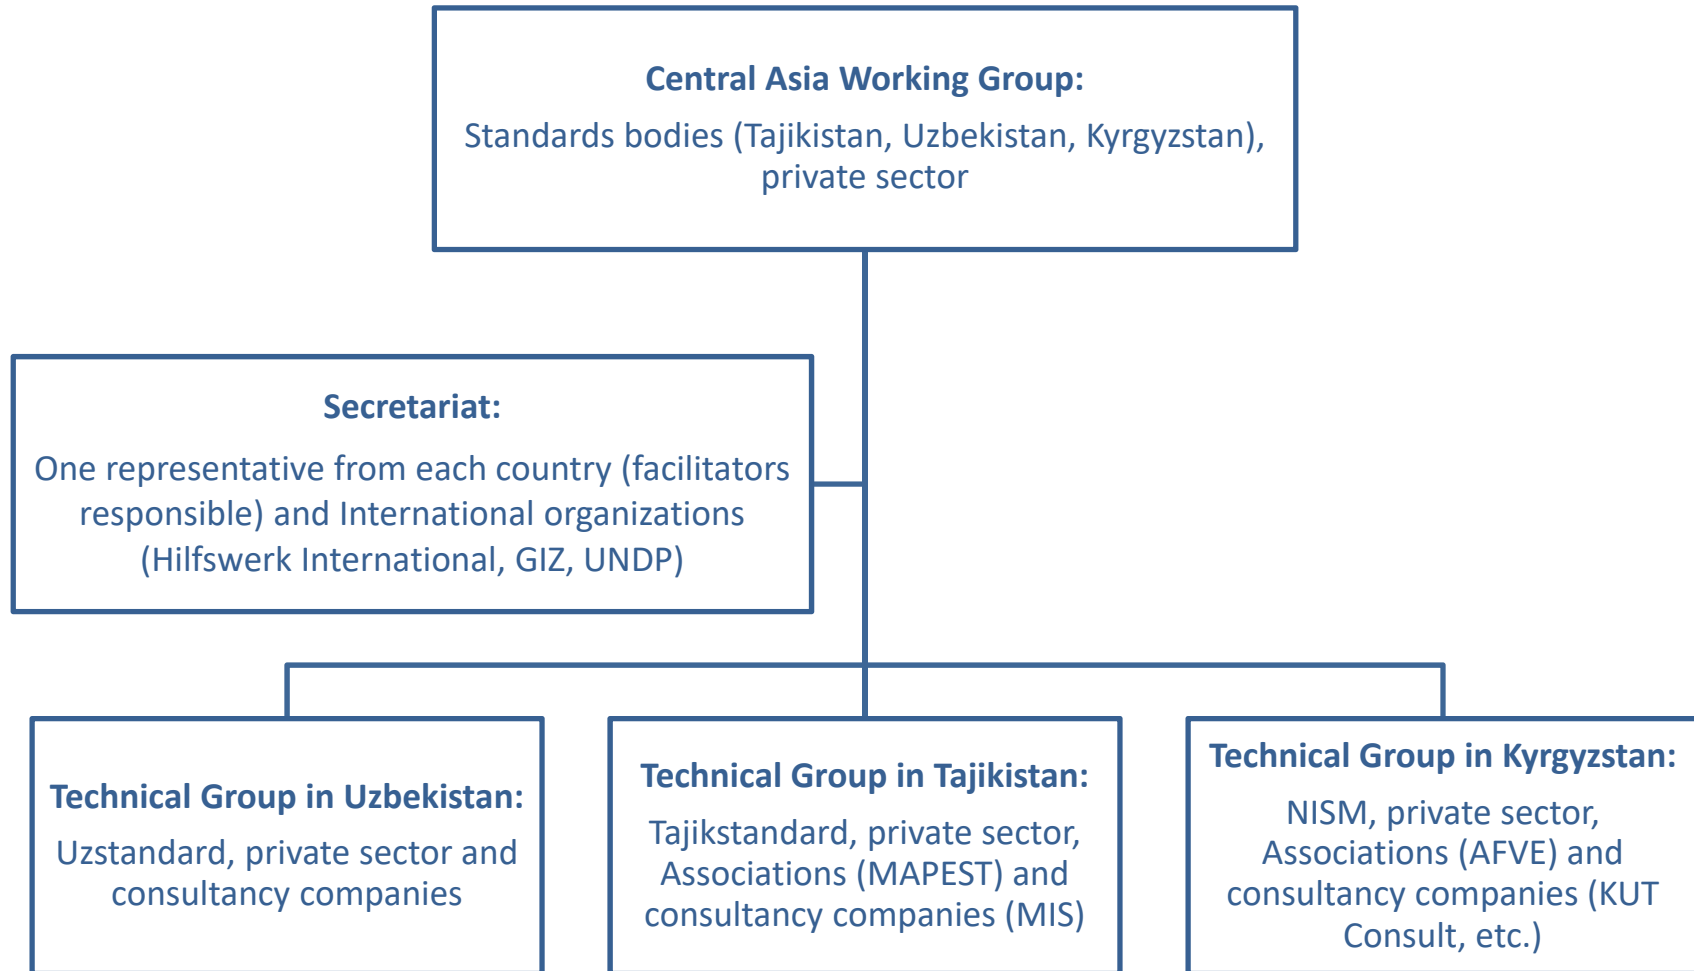 Central Asia Working Group:
Standards bodies (Tajikistan, Uzbekistan, Kyrgyzstan),
private sector
Secretariat:
One representative from each country (facilitators
responsible) and International organizations
(Hilfswerk International, GIZ, UNDP)
Technical Group in Uzbekistan:
Uzstandard, private sector and
consultancy companies
Technical Group in Tajikistan:
Tajikstandard, private sector,
Associations (MAPEST) and
consultancy companies (MIS)
Technical Group in Kyrgyzstan:
NISM, private sector,
Associations (AFVE) and
consultancy companies (KUT
Consult, etc.)